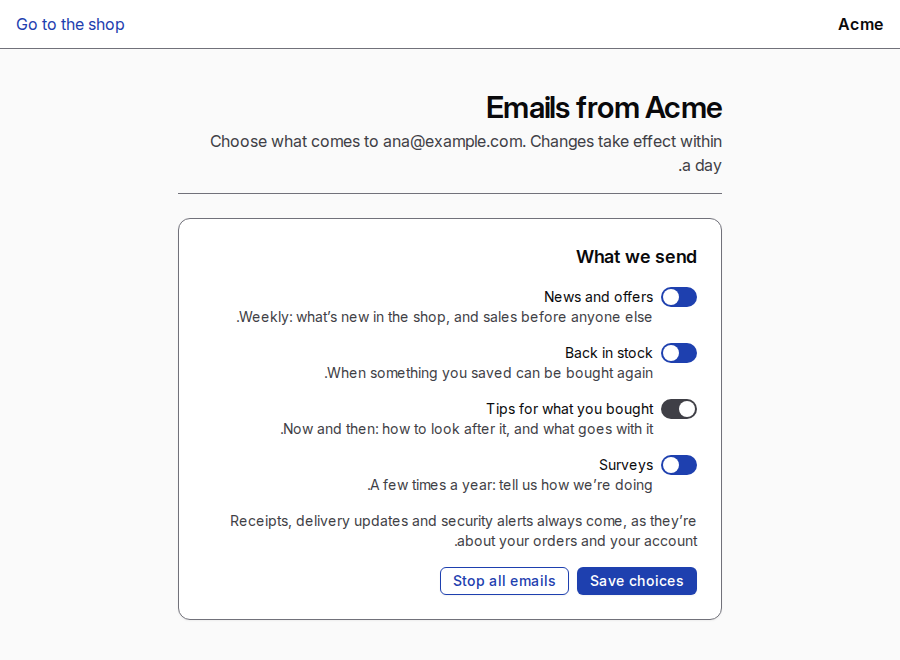 Acme
Go to the shop
Emails from Acme
Choose what comes to ana@example.com. Changes take effect within
a day.
What we send
News and offers
Weekly: what’s new in the shop, and sales before anyone else.
Back in stock
When something you saved can be bought again.
Tips for what you bought
Now and then: how to look after it, and what goes with it.
Surveys
A few times a year: tell us how we’re doing.
Receipts, delivery updates and security alerts always come, as they’re
about your orders and your account.
Save choices
Stop all emails